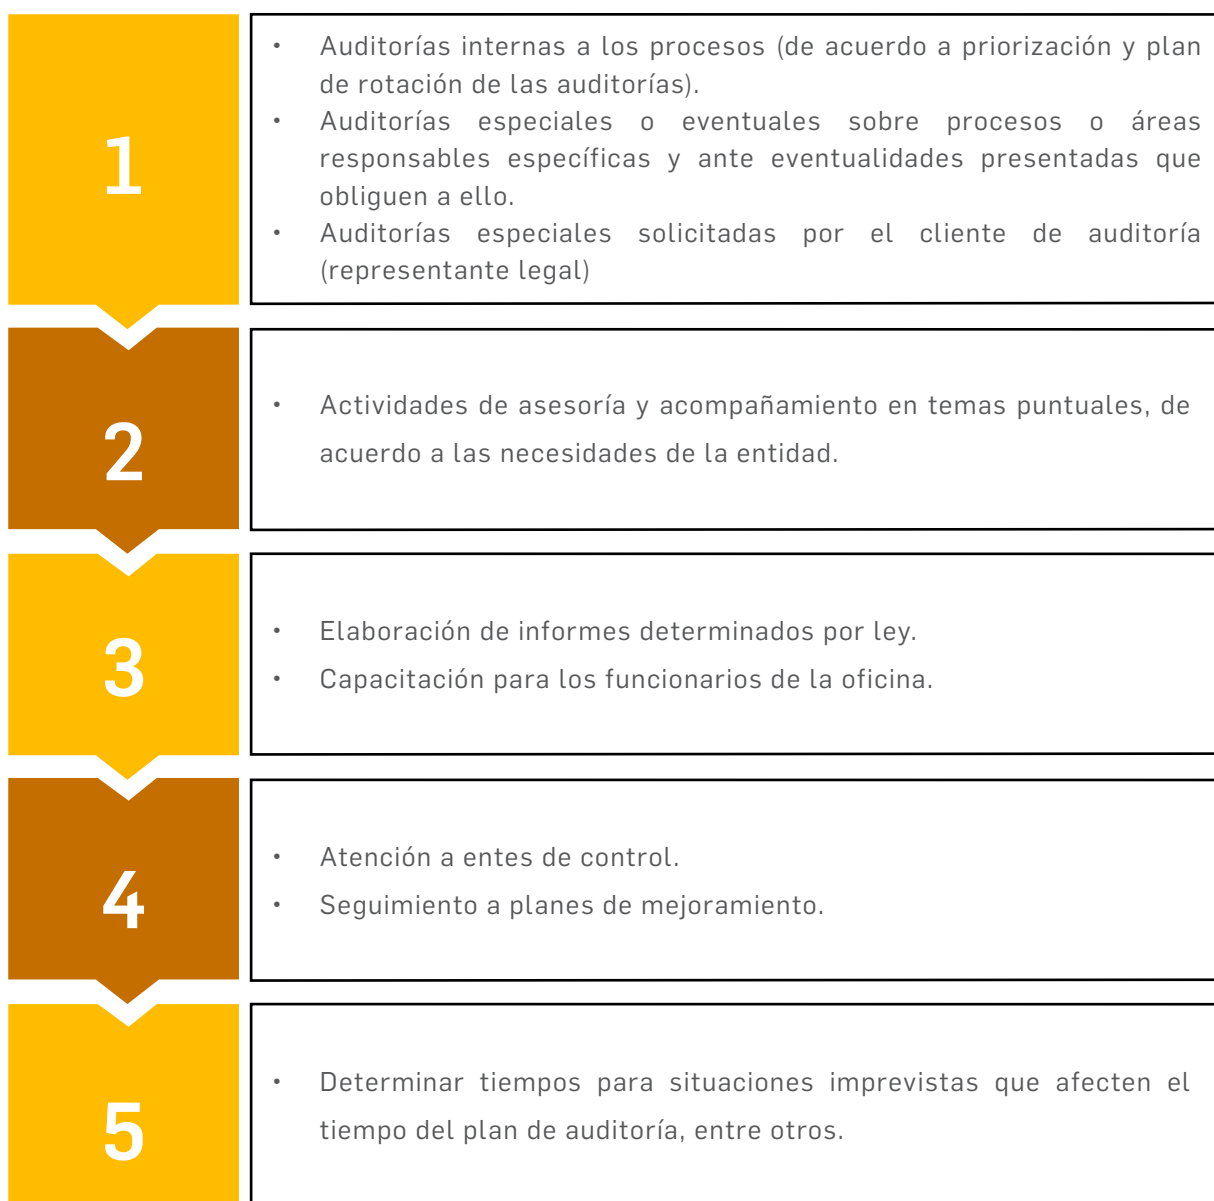 1
• Auditorías internas a los procesos (de acuerdo a priorización y plan
de rotación de las auditorías).
• Auditorías especiales o eventuales sobre procesos o áreas
responsables específicas y ante eventualidades presentadas que
obliguen a ello.
• Auditorías especiales solicitadas por el cliente de auditoría
(representante legal)
2
• Actividades de asesoría y acompañamiento en temas puntuales, de
acuerdo a las necesidades de la entidad.
3
• Elaboración de informes determinados por ley.
• Capacitación para los funcionarios de la oficina.
4
• Atención a entes de control.
• Seguimiento a planes de mejoramiento.
5
• Determinar tiempos para situaciones imprevistas que afecten el
tiempo del plan de auditoría, entre otros.